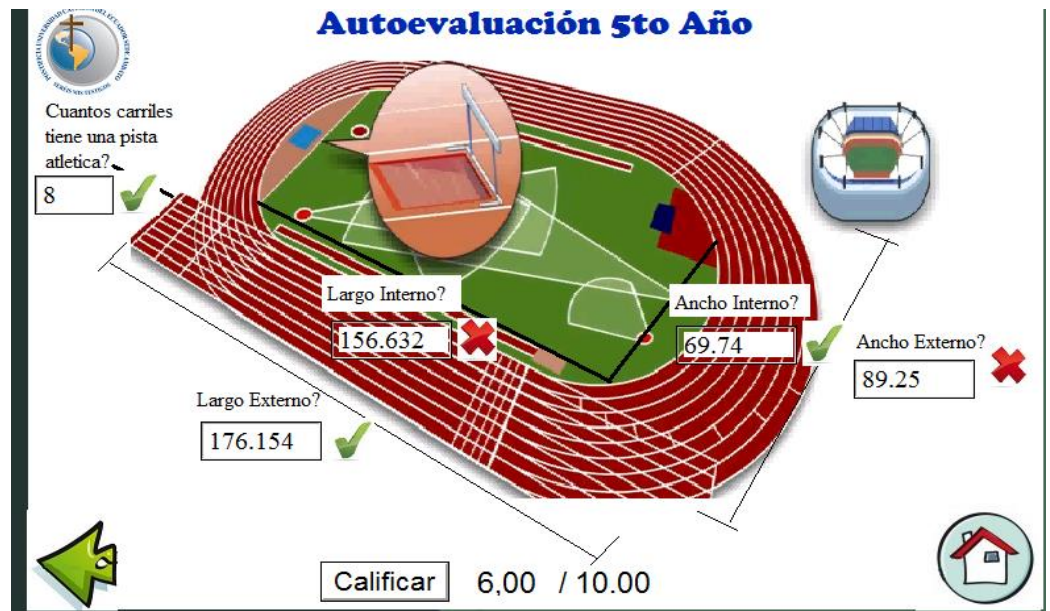 Autoevaluación 5to Año
Cuantos carriles
tiene una pista
atletica?
8
Largo Interno?
156.632
Ancho Interno?
69.74
Ancho Externo?
89.25
Largo Externo?
176.154
Calificar 6,00 / 10.00